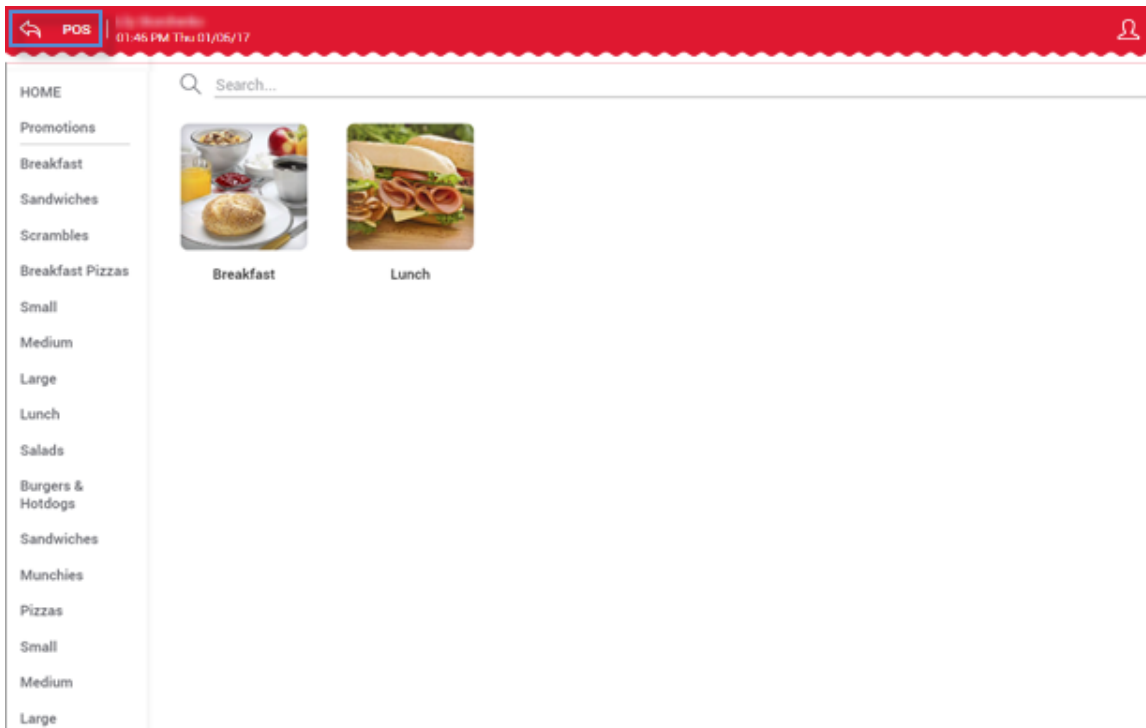 POS
01:46 PM Thu 01/05/17
HOME
Search...
Promotions
Breakfast
Sandwiches
Scrambles
Breakfast Pizzas
Small
Medium
Large
Lunch
Salads
Burgers &
Hotdogs
Sandwiches
Munchies
Pizzas
Small
Medium
Large
Breakfast
Lunch